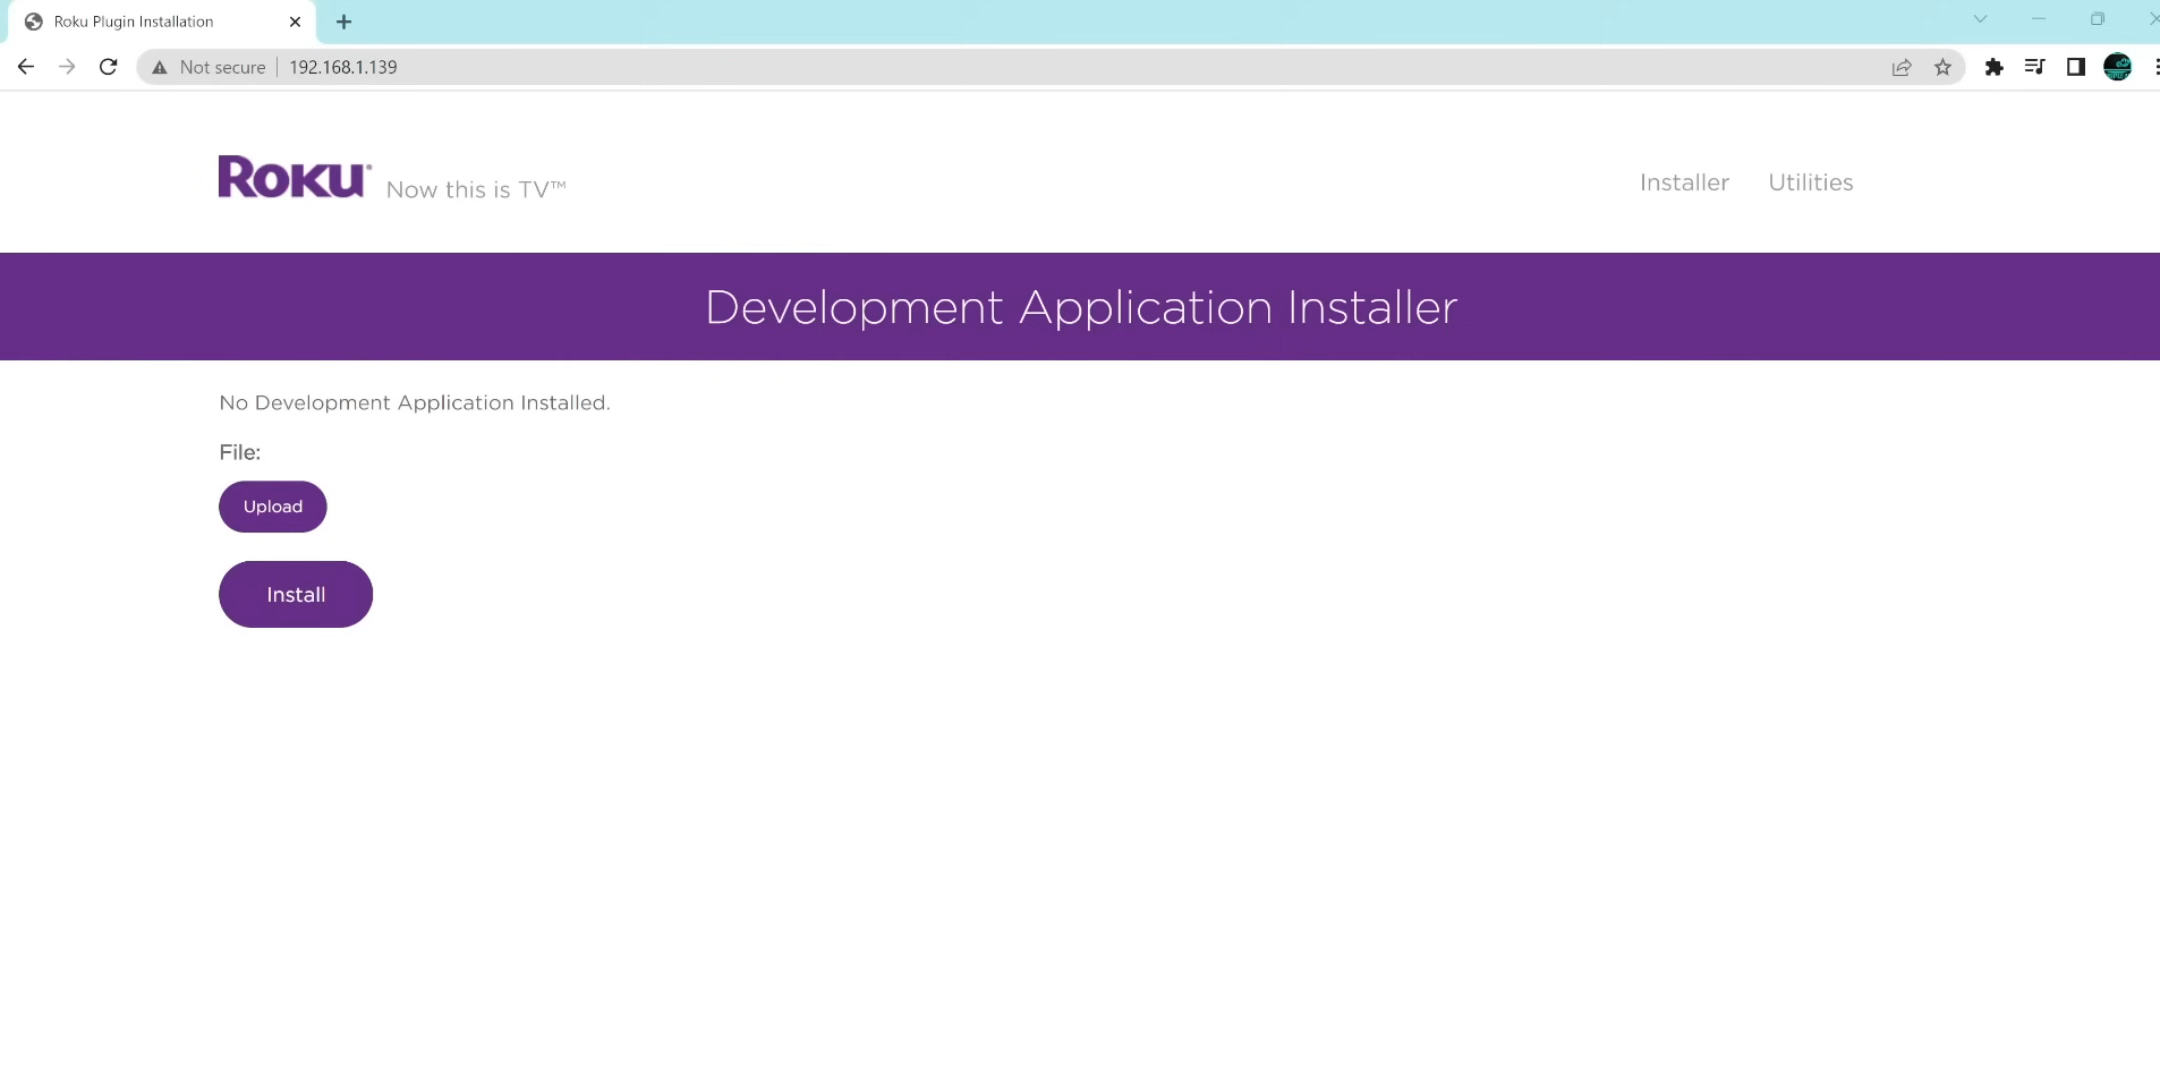 Roku Plugin Installation
Not secure 192.168.1.139
Roku Now this is TV™
Installer Utilities
Development Application Installer
No Development Application Installed.
File:
Upload
Install